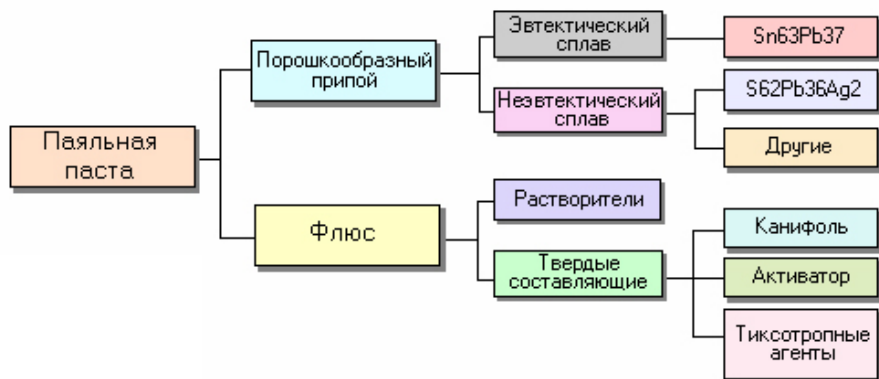 Паяльная
паста
Порошкообразный
припой
Эвтектический
сплав
Sn63Pb37
Неэвтектический
сплав
S62Pb36Ag2
Другие
Флюс
Растворители
Твердые
составляющие
Канифоль
Активатор
Тиксотропные
агенты